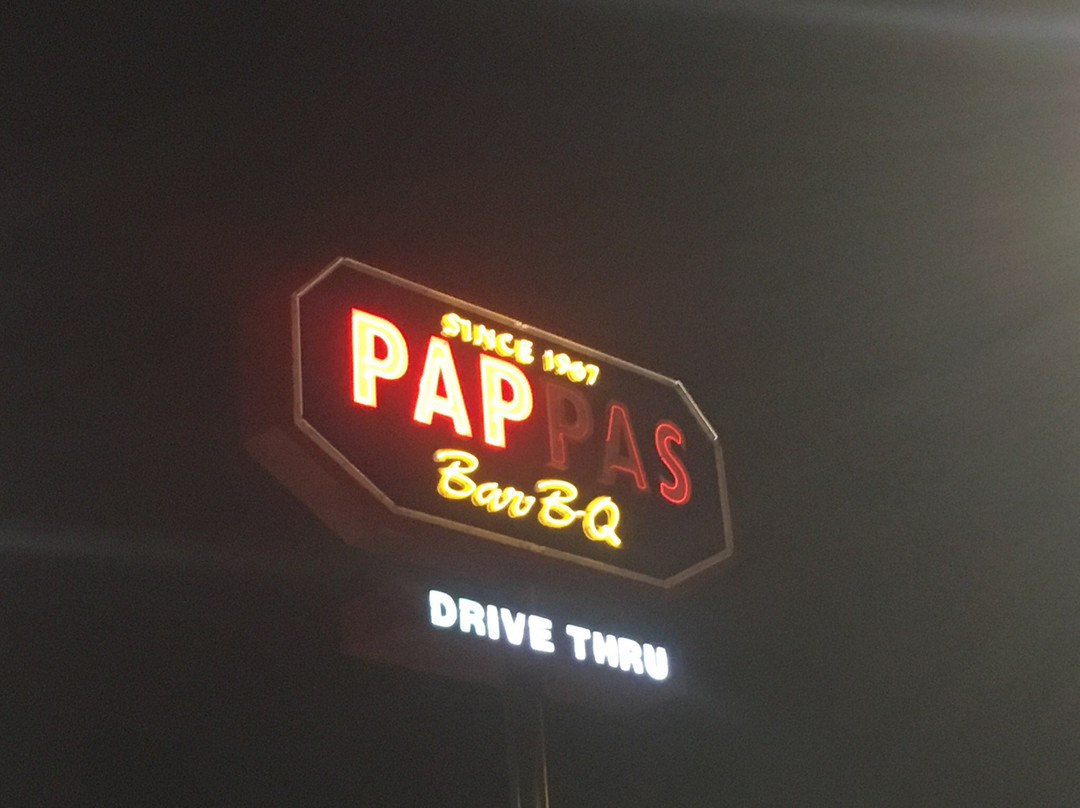 SINCE 1967
PAPPAS
Bar-B-Q
DRIVE THRU